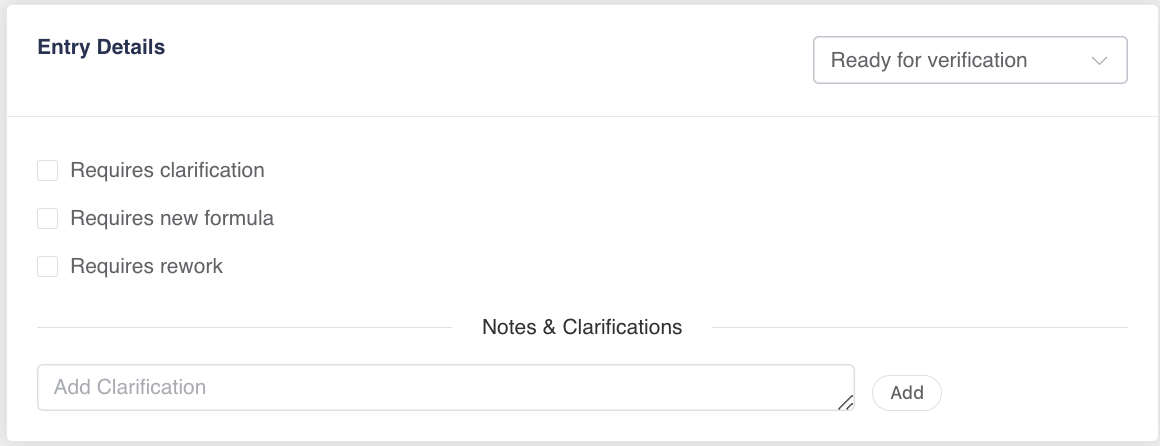 Entry Details
Ready for verification
Requires clarification
Requires new formula
Requires rework
Notes & Clarifications
Add Clarification
Add